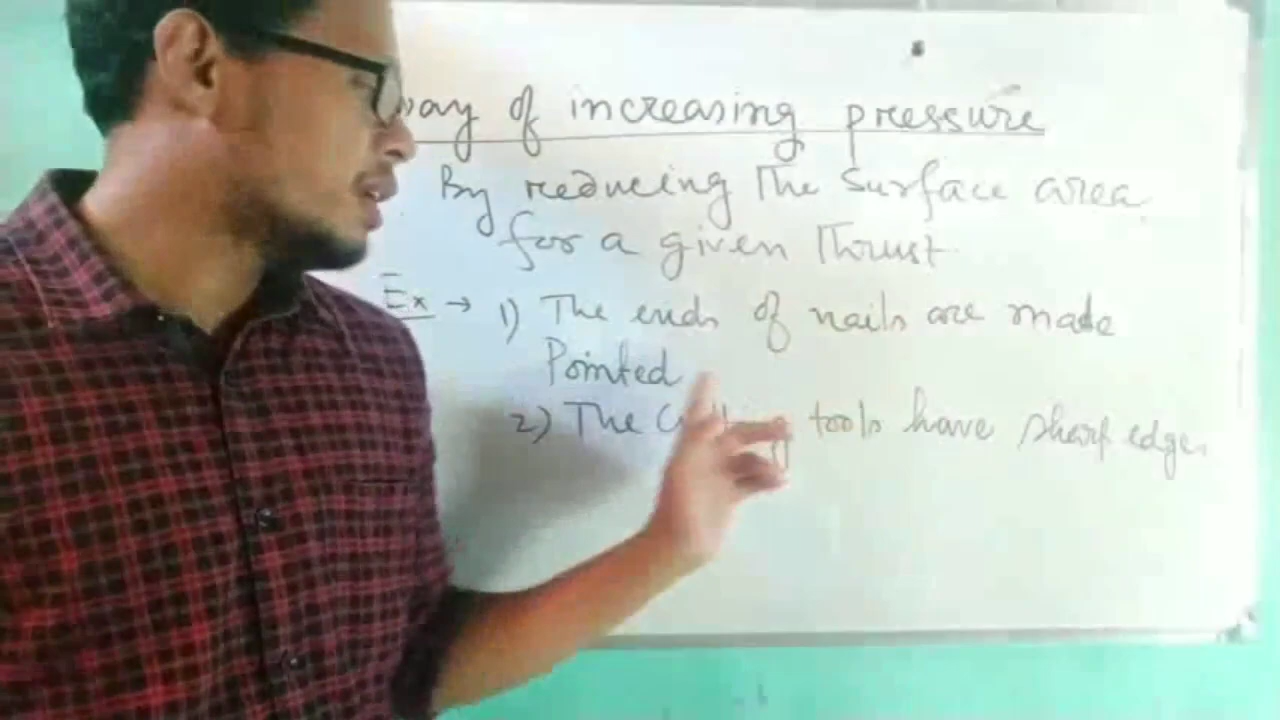 way of increasing pressure
By reducing The Surface area
for a given Thrust.
Ex → 1) The ends of nails are made
Pointed
2) The tools have sharp edge.